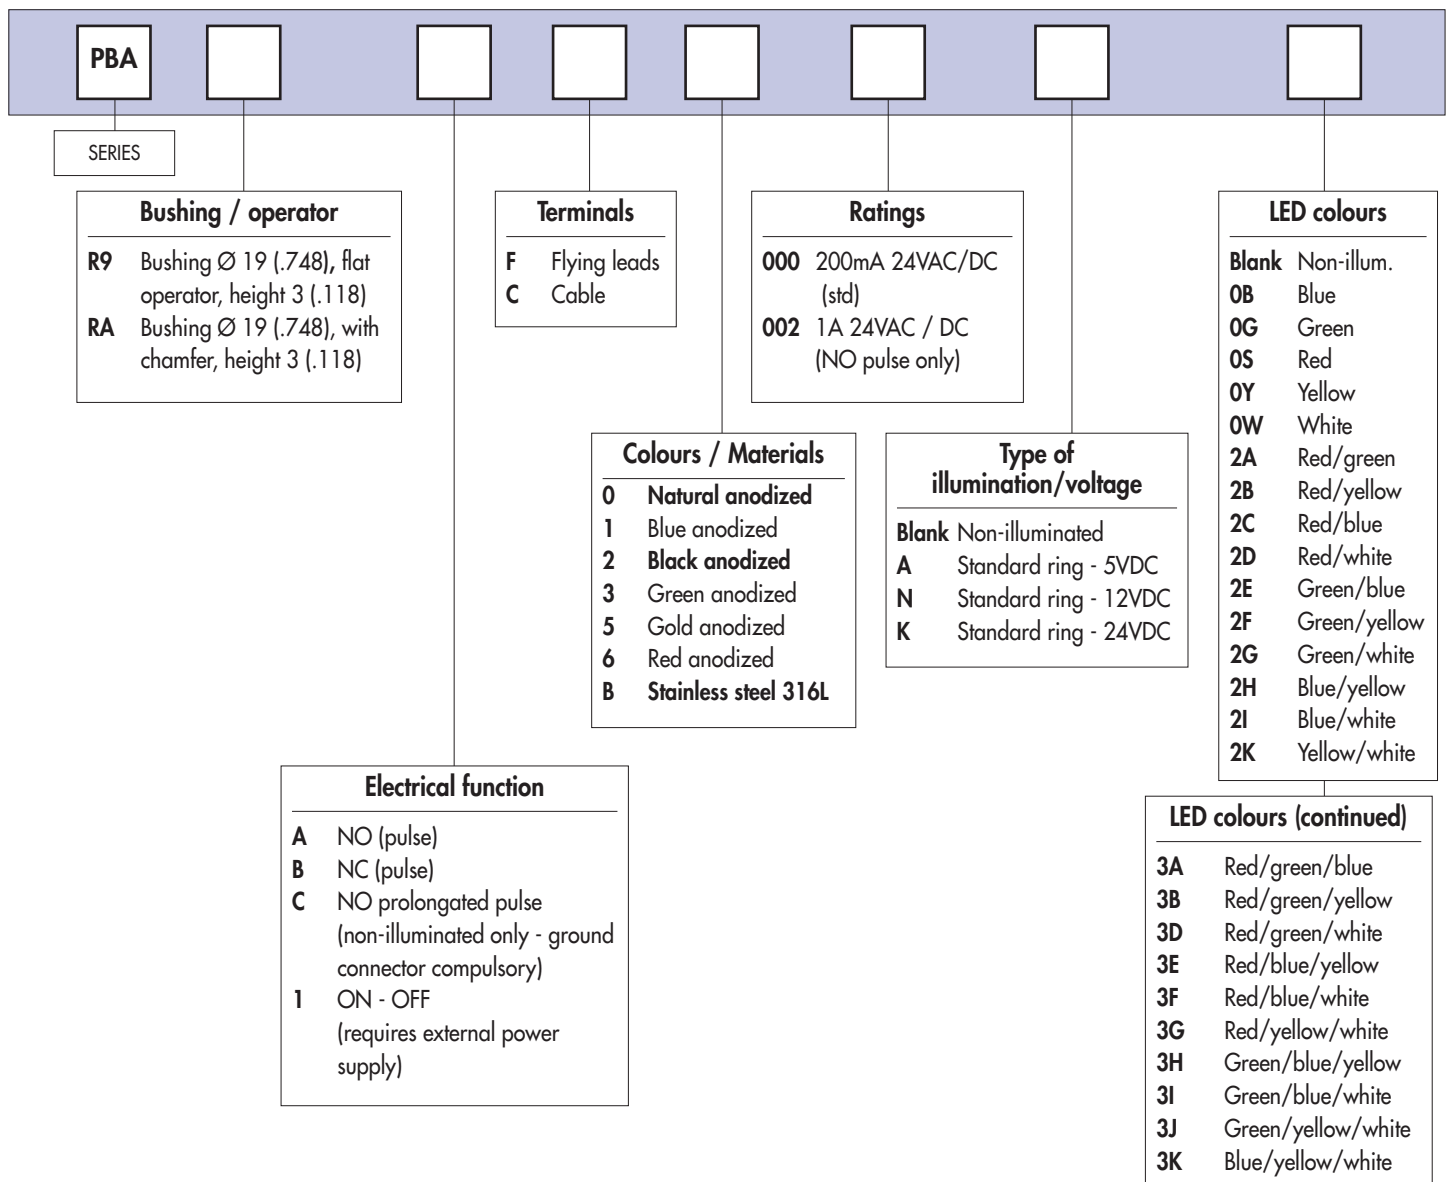 PBA
SERIES
Bushing / operator
R9 Bushing Ø 19 (.748), flat
operator, height 3 (.118)
RA Bushing Ø 19 (.748), with
chamfer, height 3 (.118)
Terminals
F Flying leads
C Cable
Ratings
000 200mA 24VAC/DC
(std)
002 1A 24VAC / DC
(NO pulse only)
LED colours
Blank Non-illum.
0B Blue
0G Green
0S Red
0Y Yellow
0W White
2A Red/green
2B Red/yellow
2C Red/blue
2D Red/white
2E Green/blue
2F Green/yellow
2G Green/white
2H Blue/yellow
2I Blue/white
2K Yellow/white
Colours / Materials
0 Natural anodized
1 Blue anodized
2 Black anodized
3 Green anodized
5 Gold anodized
6 Red anodized
B Stainless steel 316L
Type of
illumination/voltage
Blank Non-illuminated
A Standard ring - 5VDC
N Standard ring - 12VDC
K Standard ring - 24VDC
Electrical function
A NO (pulse)
B NC (pulse)
C NO prolongated pulse
(non-illuminated only - ground
connector compulsory)
1 ON - OFF
(requires external power
supply)
LED colours (continued)
3A Red/green/blue
3B Red/green/yellow
3D Red/green/white
3E Red/blue/yellow
3F Red/blue/white
3G Red/yellow/white
3H Green/blue/yellow
3I Green/blue/white
3J Green/yellow/white
3K Blue/yellow/white